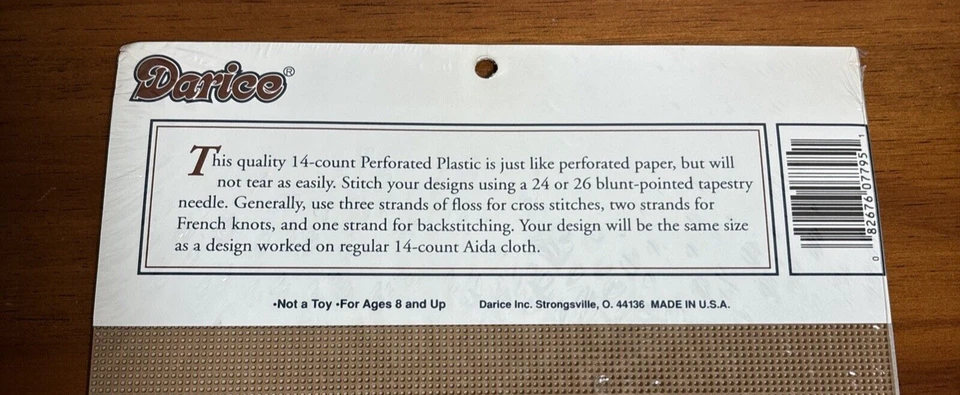 Darice®
This quality 14-count Perforated Plastic is just like perforated paper, but will
not tear as easily. Stitch your designs using a 24 or 26 blunt-pointed tapestry
needle. Generally, use three strands of floss for cross stitches, two strands for
French knots, and one strand for backstitching. Your design will be the same size
as a design worked on regular 14-count Aida cloth.
0 82676 07795 1
•Not a Toy •For Ages 8 and Up Darice Inc. Strongsville, O. 44136 MADE IN U.S.A.